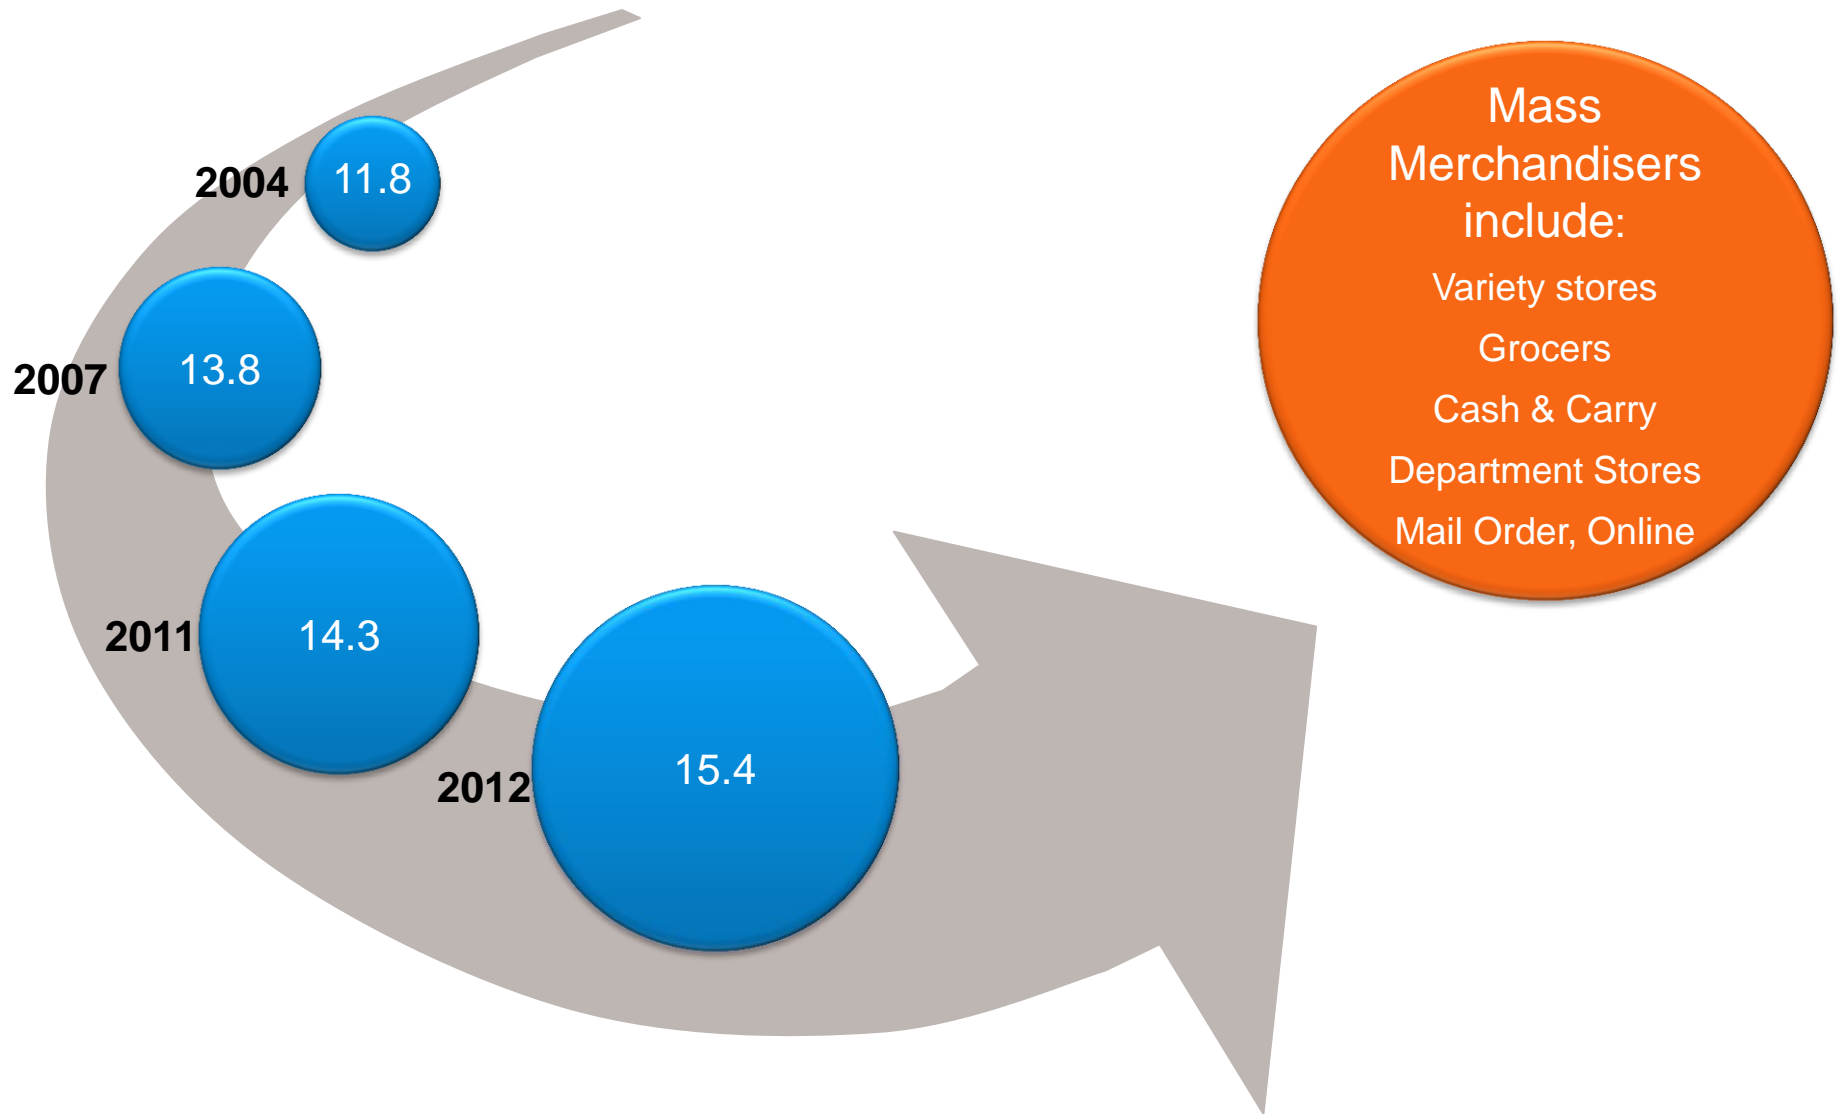 2004
11.8
2007
13.8
2011
14.3
2012
15.4
Mass
Merchandisers
include:
Variety stores
Grocers
Cash & Carry
Department Stores
Mail Order, Online